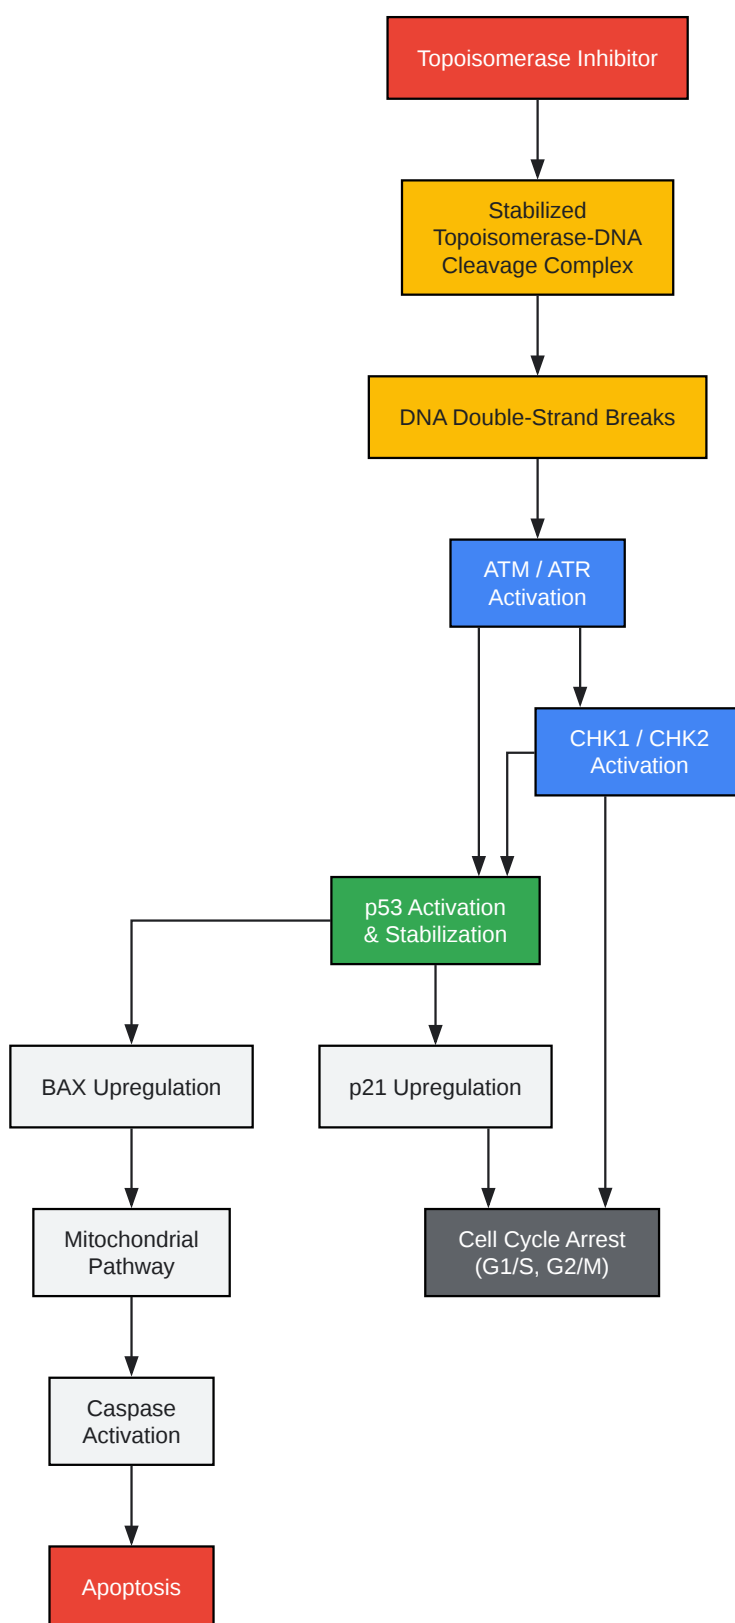 Topoisomerase Inhibitor
Stabilized
Topoisomerase-DNA
Cleavage Complex
DNA Double-Strand Breaks
ATM / ATR
Activation
CHK1 / CHK2
Activation
p53 Activation
& Stabilization
BAX Upregulation
p21 Upregulation
Mitochondrial
Pathway
Cell Cycle Arrest
(G1/S, G2/M)
Caspase
Activation
Apoptosis